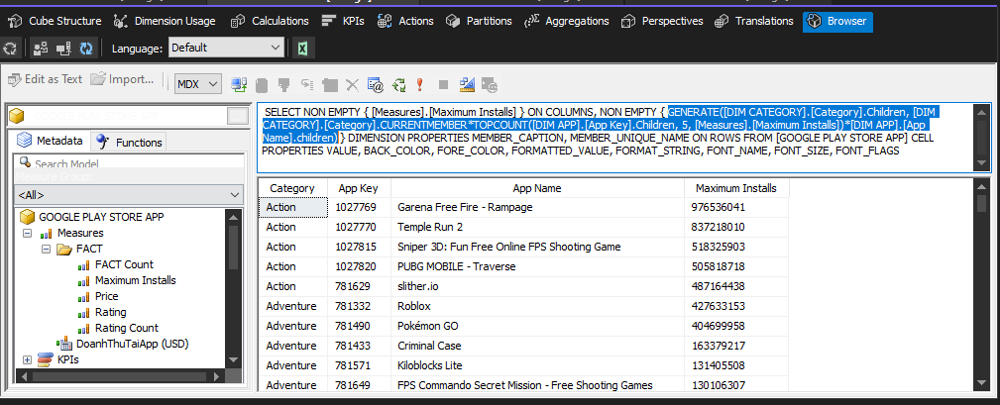 Cube Structure Dimension Usage Calculations KPIs Actions Partitions Aggregations Perspectives Translations Browser
Language: Default
Edit as Text Import... MDX
SELECT NON EMPTY { [Measures].[Maximum Installs] } ON COLUMNS, NON EMPTY { GENERATE([DIM CATEGORY].[Category].Children, [DIM
CATEGORY].[Category].CURRENTMEMBER*TOPCOUNT([DIM APP].[App Key].Children, 5, [Measures].[Maximum Installs])*[DIM APP].[App
Name].children)} DIMENSION PROPERTIES MEMBER_CAPTION, MEMBER_UNIQUE_NAME ON ROWS FROM [GOOGLE PLAY STORE APP] CELL
PROPERTIES VALUE, BACK_COLOR, FORE_COLOR, FORMATTED_VALUE, FORMAT_STRING, FONT_NAME, FONT_SIZE, FONT_FLAGS
Metadata Functions
Search Model
<All>
GOOGLE PLAY STORE APP
Measures
FACT
FACT Count
Maximum Installs
Price
Rating
Rating Count
DoanhThuTaiApp (USD)
KPIs
Category App Key App Name Maximum Installs
Action 1027769 Garena Free Fire - Rampage 976536041
Action 1027770 Temple Run 2 837218010
Action 1027815 Sniper 3D: Fun Free Online FPS Shooting Game 518325903
Action 1027820 PUBG MOBILE - Traverse 505818718
Action 781629 slither.io 487164438
Adventure 781332 Roblox 427633153
Adventure 781490 Pokémon GO 404699958
Adventure 781433 Criminal Case 163379217
Adventure 781571 Kiloblocks Lite 131405508
Adventure 781649 FPS Commando Secret Mission - Free Shooting Games 130106307